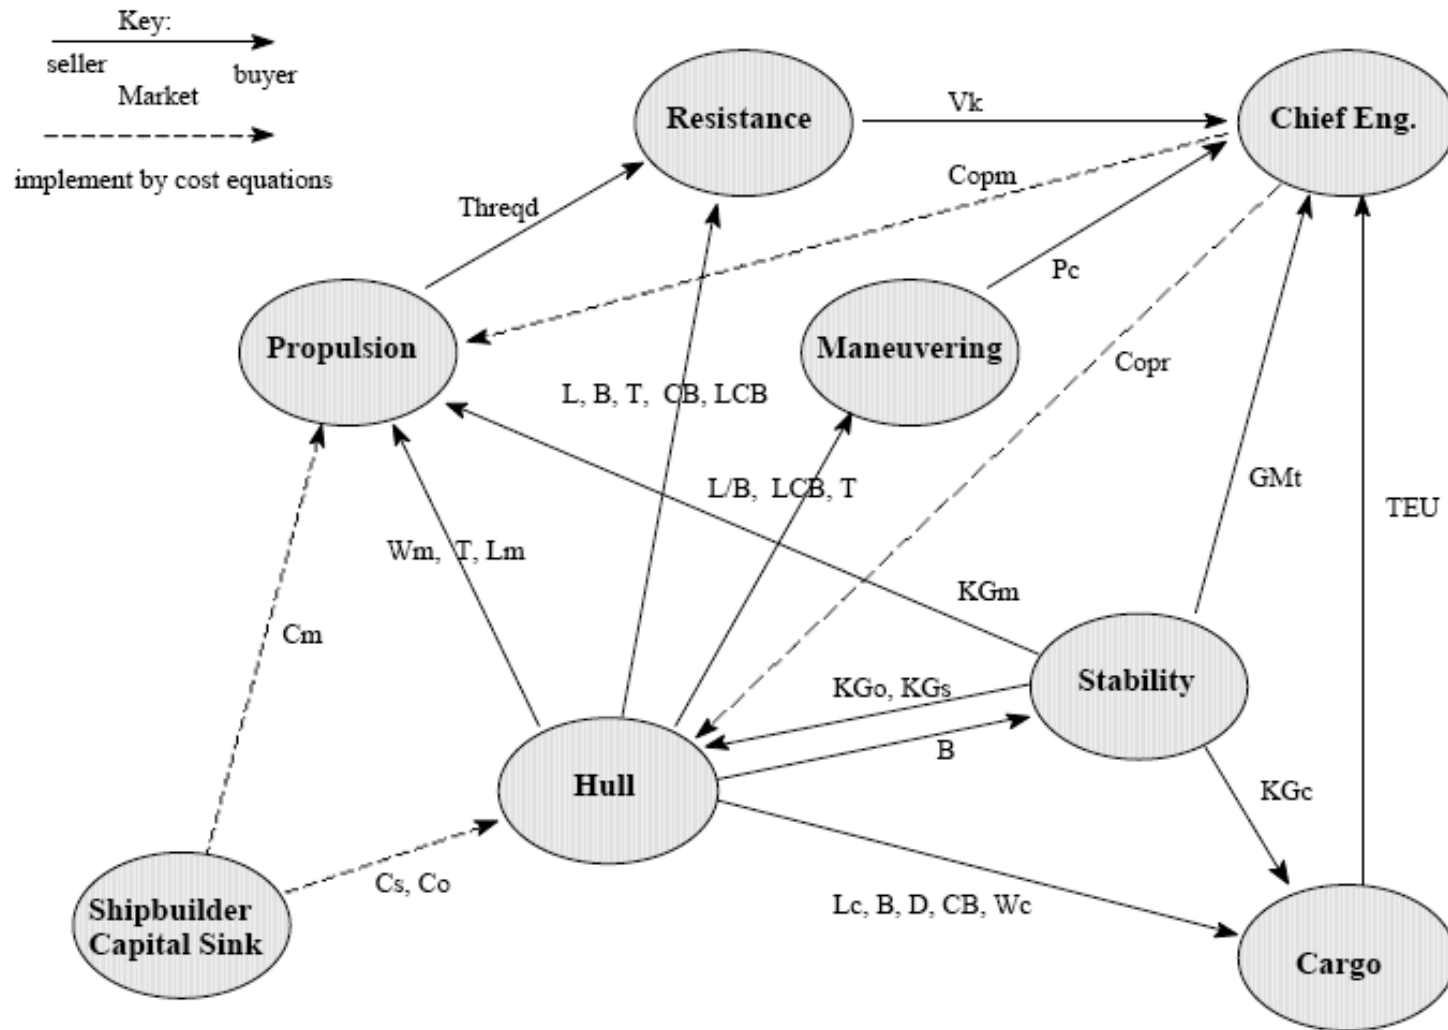 Key:
seller
buyer
Market
implement by cost equations
Resistance
Vk
Chief Eng.
Copm
Threqd
Pc
Propulsion
Maneuvering
Copr
L, B, T, CB, LCB
L/B, LCB, T
GMt
TEU
Wm, T, Lm
KGm
Cm
Stability
KGo, KGs
B
Hull
KGc
Cs, Co
Lc, B, D, CB, Wc
Shipbuilder
Capital Sink
Cargo